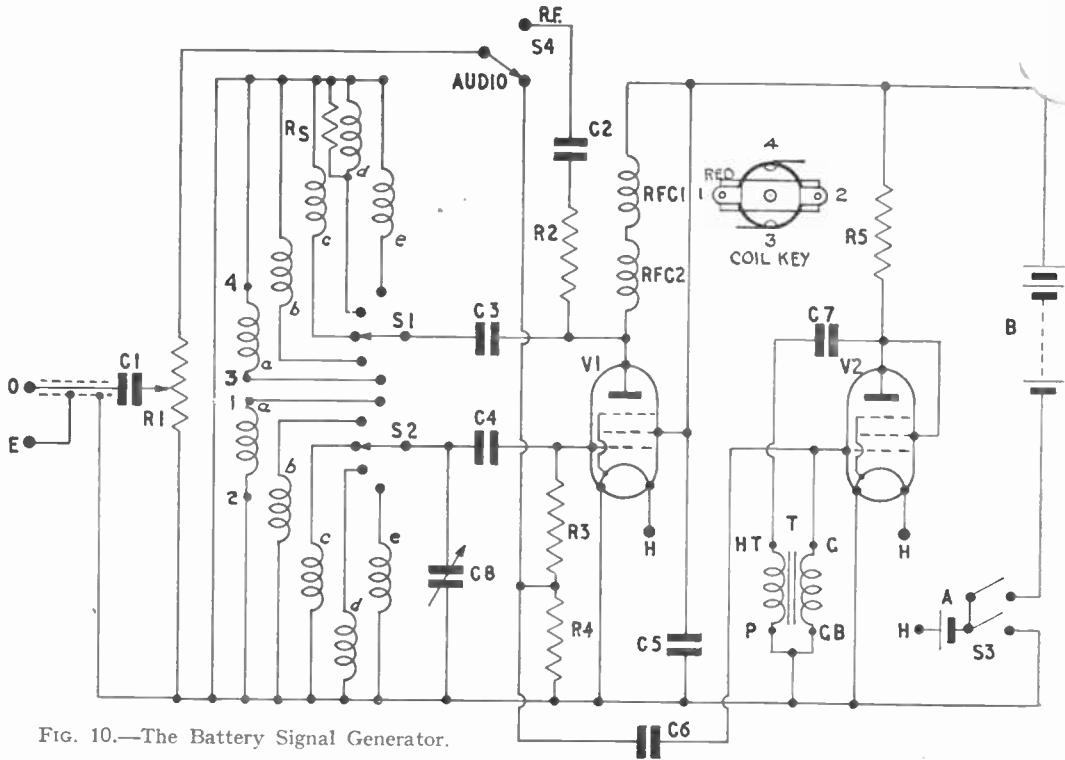 R.F.
S4
AUDIO
C2
RS
d
c
e
b
4
a
3
1
a
b
2
c
d
e
O
E
C1
R1
S1
S2
C3
C4
C8
R2
R3
R4
RFC1
RFC2
V1
H
C5
C6
4
RED
1
2
3
COIL KEY
R5
C7
V2
H
T
HT
G
P
GB
B
A
H
S3
FIG. 10.—The Battery Signal Generator.